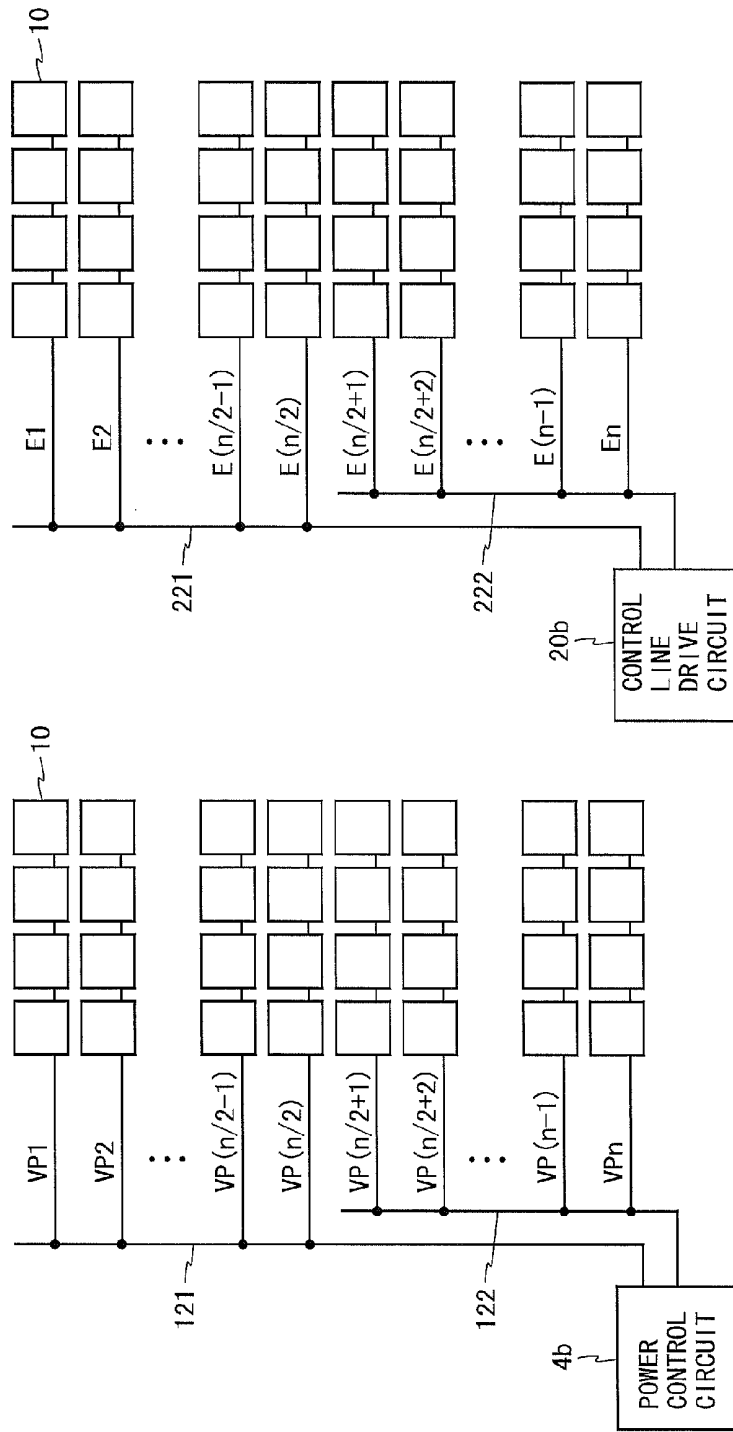 10
VP1
VP2
...
VP(n/2-1)
VP(n/2)
VP(n/2+1)
VP(n/2+2)
...
VP(n-1)
VPn
121
122
4b
POWER
CONTROL
CIRCUIT
10
E1
E2
...
E(n/2-1)
E(n/2)
E(n/2+1)
E(n/2+2)
...
E(n-1)
En
221
222
20b
CONTROL
LINE
DRIVE
CIRCUIT